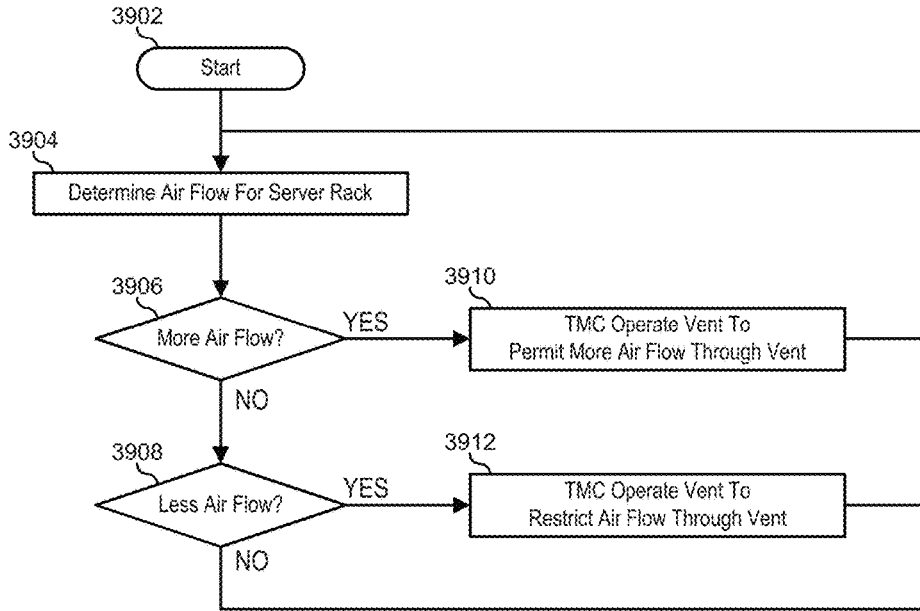 3902
Start
3904
Determine Air Flow For Server Rack
3906
More Air Flow?
YES
3910
TMC Operate Vent To
Permit More Air Flow Through Vent
NO
3908
Less Air Flow?
YES
3912
TMC Operate Vent To
Restrict Air Flow Through Vent
NO